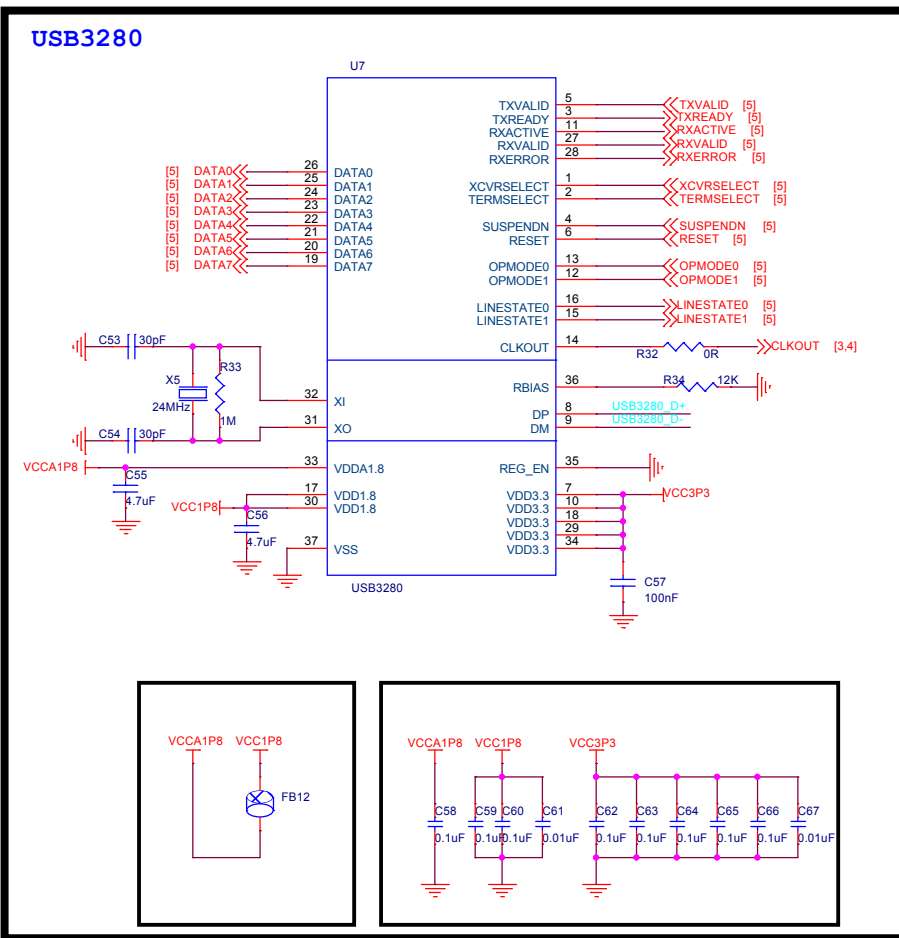 USB3280
U7
TXVALID 5 TXVALID [5]
TXREADY 3 TXREADY [5]
RXACTIVE 11 RXACTIVE [5]
RXVALID 27 RXVALID [5]
RXERROR 28 RXERROR [5]
[5] DATA0 26 DATA0
[5] DATA1 25 DATA1
[5] DATA2 24 DATA2
[5] DATA3 23 DATA3
[5] DATA4 22 DATA4
[5] DATA5 21 DATA5
[5] DATA6 20 DATA6
[5] DATA7 19 DATA7
XCVRSELECT 1 XCVRSELECT [5]
TERMSELECT 2 TERMSELECT [5]
SUSPENDN 4 SUSPENDN [5]
RESET 6 RESET [5]
OPMODE0 13 OPMODE0 [5]
OPMODE1 12 OPMODE1 [5]
LINESTATE0 16 LINESTATE0 [5]
LINESTATE1 15 LINESTATE1 [5]
CLKOUT 14 R32 0R CLKOUT [3,4]
C53 30pF
R33
1M
X5
24MHz
C54 30pF
32 XI
31 XO
RBIAS 36 R34 12K
DP 8 USB3280_D+
DM 9 USB3280_D-
VCCA1P8 33 VDDA1.8
C55
4.7uF
VCC1P8 17 VDD1.8
30 VDD1.8
C56
4.7uF
37 VSS
REG_EN 35
VDD3.3 7 VCC3P3
VDD3.3 10
VDD3.3 18
VDD3.3 29
VDD3.3 34
C57
100nF
USB3280
VCCA1P8 VCC1P8
FB12
VCCA1P8 VCC1P8 VCC3P3
C58 C59 C60 C61 C62 C63 C64 C65 C66 C67
0.1uF 0.1uF 0.1uF 0.01uF 0.1uF 0.1uF 0.1uF 0.1uF 0.1uF 0.01uF